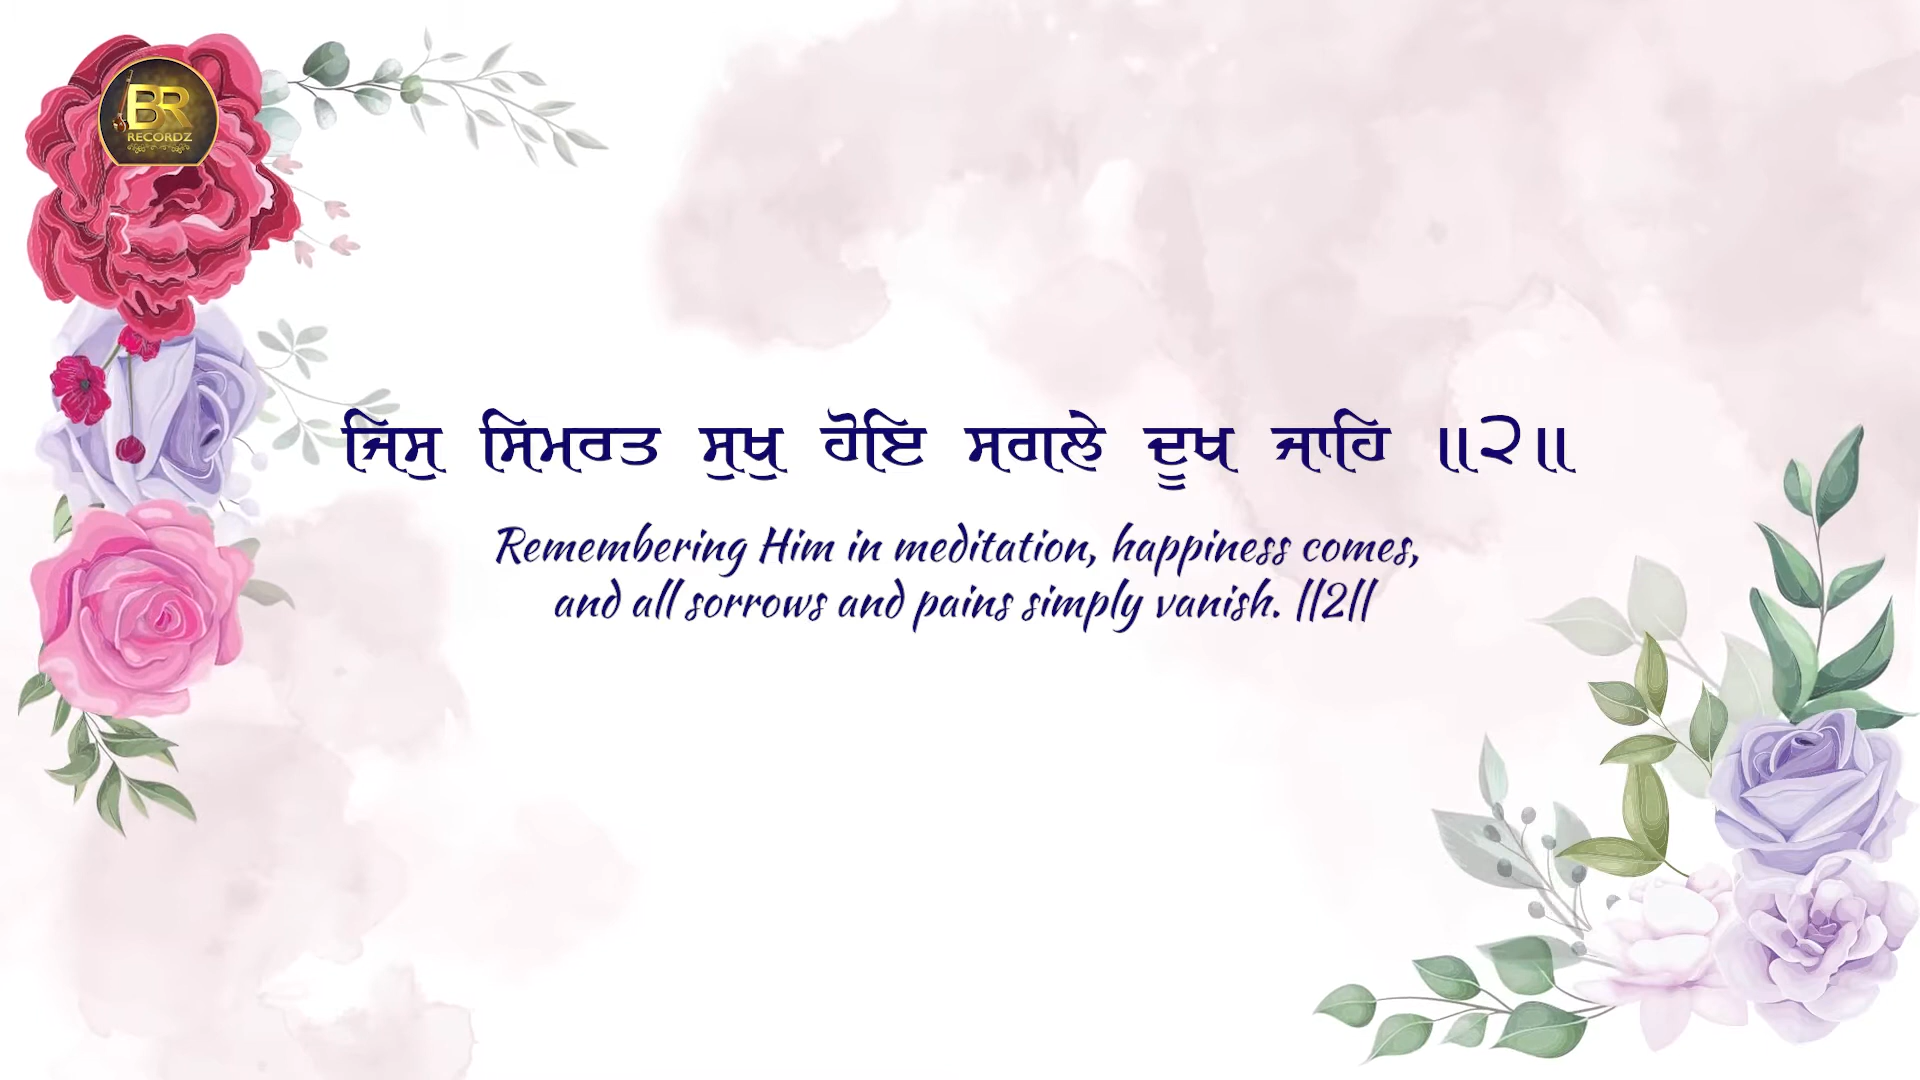 BR
RECORDZ
ਜਿਸੁ ਸਿਮਰਤ ਸੁਖੁ ਹੋਇ ਸਗਲੇ ਦੂਖ ਜਾਹਿ ॥੨॥
Remembering Him in meditation, happiness comes,
and all sorrows and pains simply vanish. ||2||